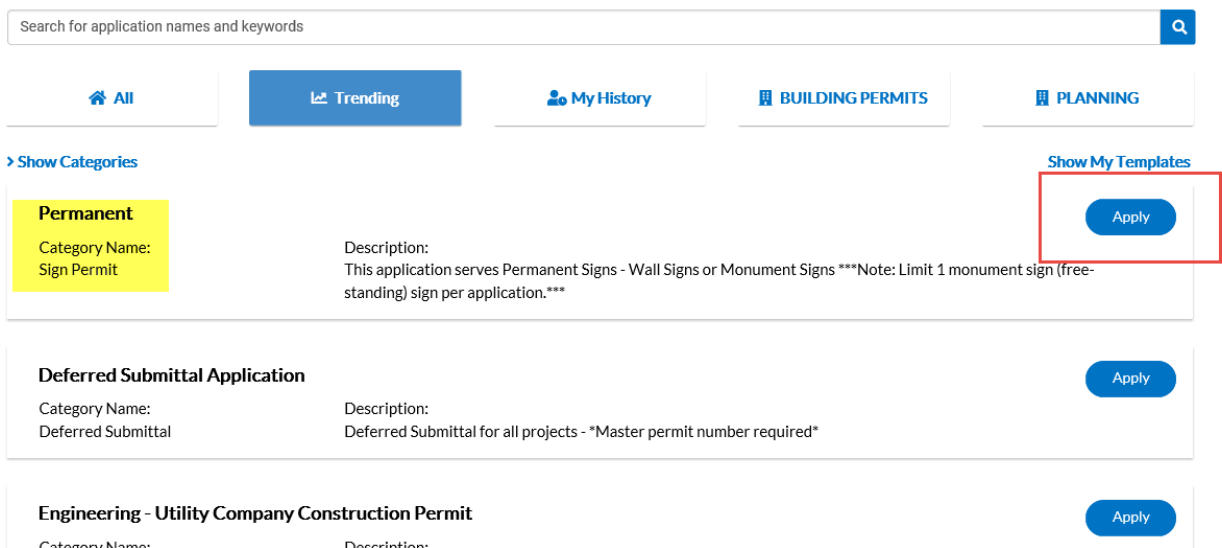 Search for application names and keywords
All
Trending
My History
BUILDING PERMITS
PLANNING
Show Categories
Show My Templates
Permanent
Apply
Category Name:
Description:
Sign Permit
This application serves Permanent Signs - Wall Signs or Monument Signs ***Note: Limit 1 monument sign (free-
standing) sign per application.***
Deferred Submittal Application
Apply
Category Name:
Description:
Deferred Submittal
Deferred Submittal for all projects - *Master permit number required*
Engineering - Utility Company Construction Permit
Apply
Category Name:
Description: